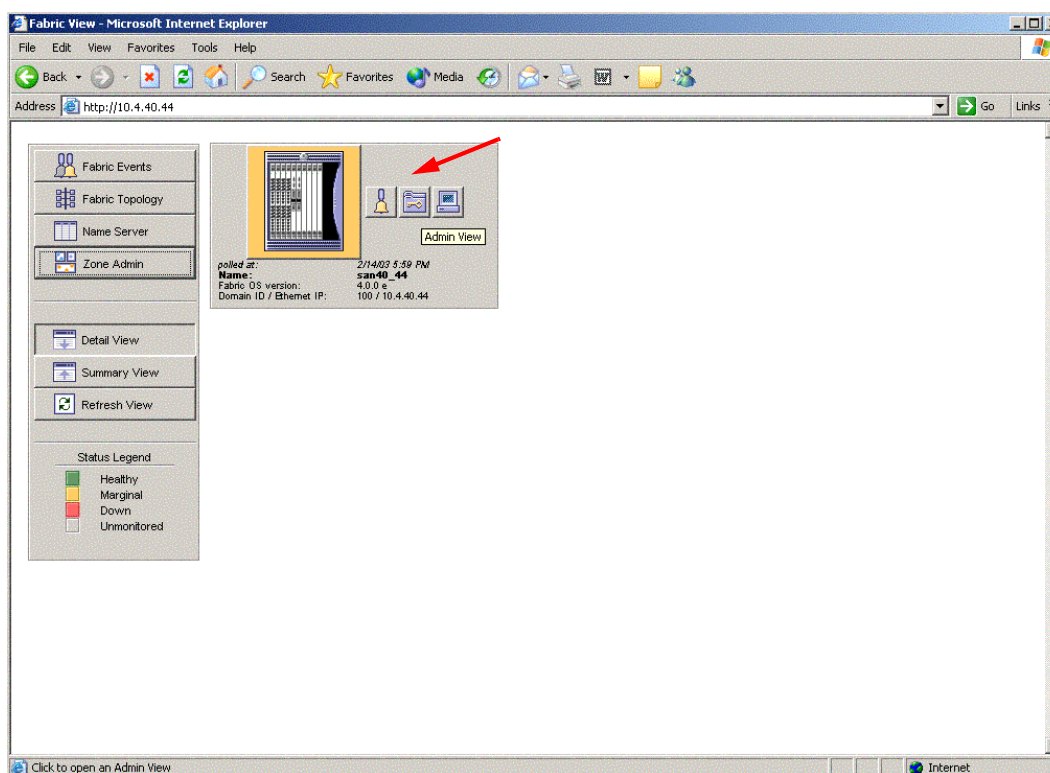 Fabric View - Microsoft Internet Explorer
File Edit View Favorites Tools Help
Back Search Favorites Media
Address http://10.4.40.44 Go Links
Fabric Events
Fabric Topology
Name Server
Zone Admin
Detail View
Summary View
Refresh View
Status Legend
Healthy
Marginal
Down
Unmonitored
Admin View
polled at: 2/14/03 5:59 PM
Name: san40_44
Fabric OS version: 4.0.0 e
Domain ID / Ethernet IP: 100 / 10.4.40.44
Click to open an Admin View Internet